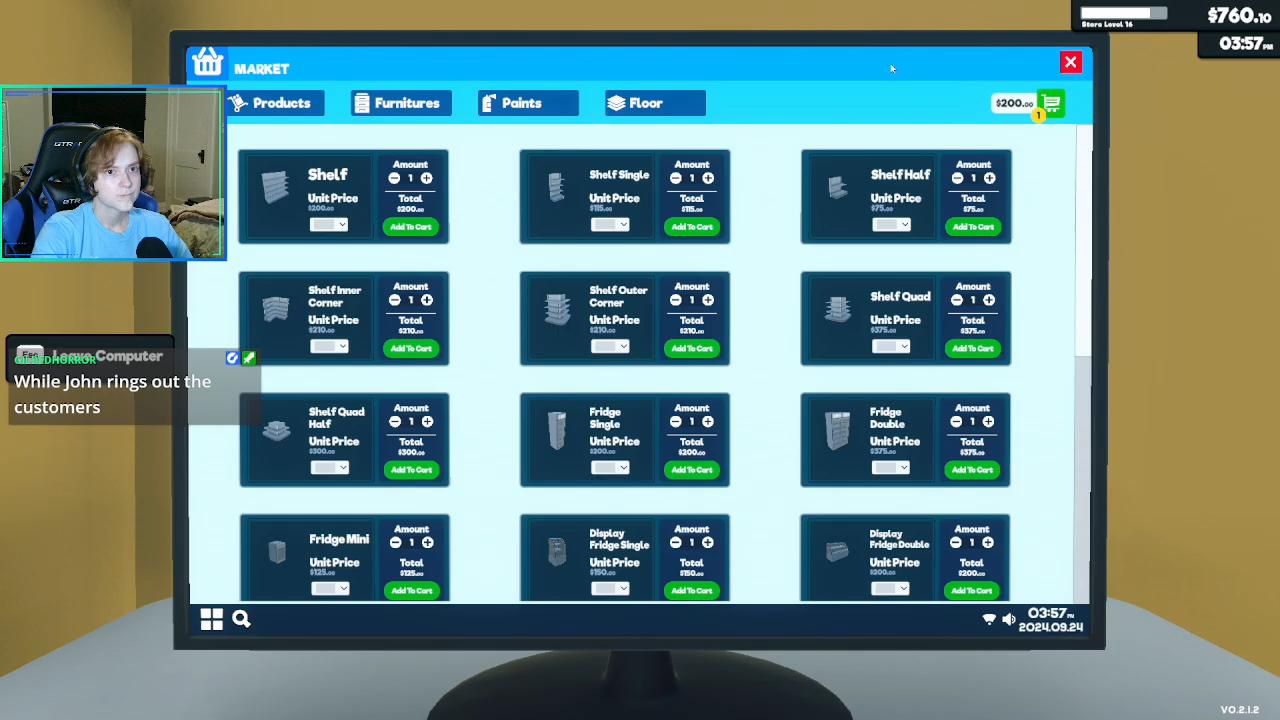 $760.10
Store Level 16
03:57 PM
MARKET
Products
Furnitures
Paints
Floor
$200.00
1
Shelf
Unit Price
$200.00
Amount
1
Total
$200.00
Add To Cart
Shelf Single
Unit Price
$115.00
Amount
1
Total
$115.00
Add To Cart
Shelf Half
Unit Price
$75.00
Amount
1
Total
$75.00
Add To Cart
Shelf Inner
Corner
Unit Price
$210.00
Amount
1
Total
$210.00
Add To Cart
Shelf Outer
Corner
Unit Price
$210.00
Amount
1
Total
$210.00
Add To Cart
Shelf Quad
Unit Price
$375.00
Amount
1
Total
$375.00
Add To Cart
Leave Computer
While John rings out the
customers
Shelf Quad
Half
Unit Price
$300.00
Amount
1
Total
$300.00
Add To Cart
Fridge
Single
Unit Price
$200.00
Amount
1
Total
$200.00
Add To Cart
Fridge
Double
Unit Price
$375.00
Amount
1
Total
$375.00
Add To Cart
Fridge Mini
Unit Price
$125.00
Amount
1
Total
$125.00
Add To Cart
Display
Fridge Single
Unit Price
$150.00
Amount
1
Total
$150.00
Add To Cart
Display
Fridge Double
Unit Price
$200.00
Amount
1
Total
$200.00
Add To Cart
03:57 PM
2024.09.24
V0.2.1.2